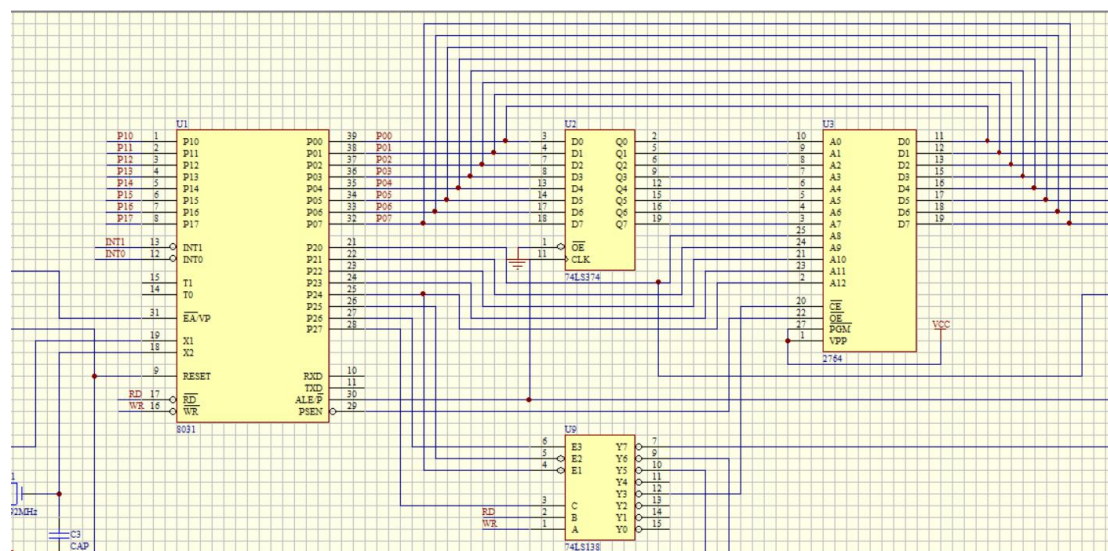 U1
P10 1 P10 P00 39 P00
P11 2 P11 P01 38 P01
P12 3 P12 P02 37 P02
P13 4 P13 P03 36 P03
P14 5 P14 P04 35 P04
P15 6 P15 P05 34 P05
P16 7 P16 P06 33 P06
P17 8 P17 P07 32 P07
INT1 13 INT1 P20 21
INT0 12 INT0 P21 22
P22 23
15 T1 P23 24
14 T0 P24 25
P25 26
31 EA/VP P26 27
P27 28
19 X1
18 X2
9 RESET RXD 10
TXD 11
RD 17 RD ALE/P 30
WR 16 WR PSEN 29
8031
U2
3 D0 Q0 2
4 D1 Q1 5
7 D2 Q2 6
8 D3 Q3 9
13 D4 Q4 12
14 D5 Q5 15
17 D6 Q6 16
18 D7 Q7 19
1 OE
11 CLK
74LS374
U3
10 A0 D0 11
9 A1 D1 12
8 A2 D2 13
7 A3 D3 15
6 A4 D4 16
5 A5 D5 17
4 A6 D6 18
3 A7 D7 19
25 A8
24 A9
21 A10
23 A11
2 A12
20 CE
22 OE
27 PGM
1 VPP
2764
VCC
U9
6 E3 Y7 7
5 E2 Y6 9
4 E1 Y5 10
Y4 11
Y3 12
3 C Y2 13
RD 2 B Y1 14
WR 1 A Y0 15
74LS138
92MHz
C3
CAP